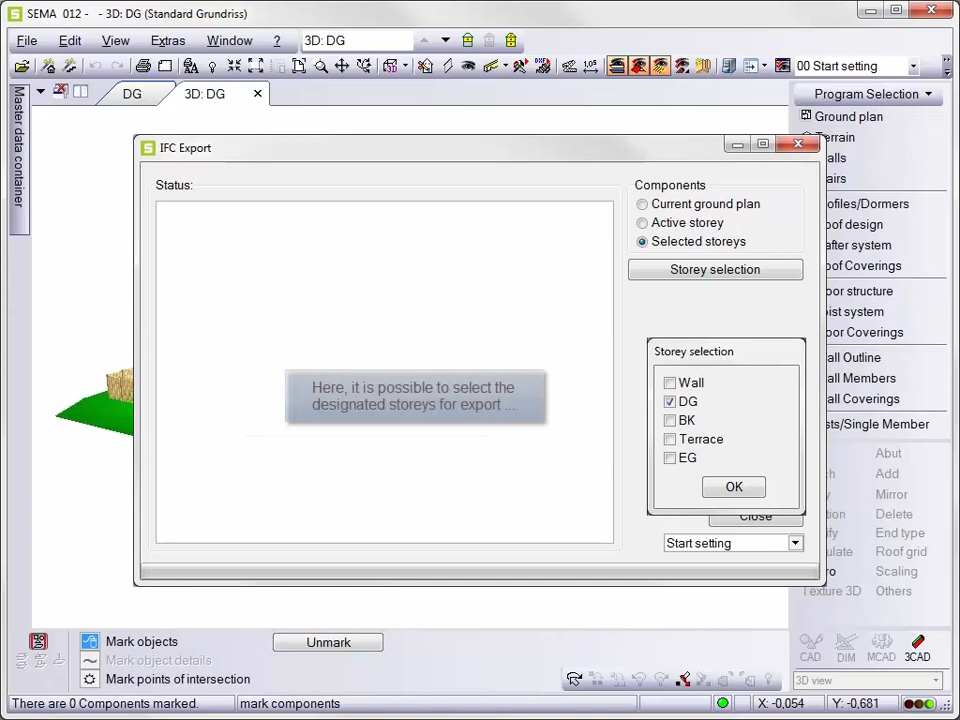 SEMA 012 - - 3D: DG (Standard Grundriss)
File Edit View Extras Window ? 3D: DG
DXF 1,05 00 Start setting
DG 3D: DG
Program Selection
Master data container
Ground plan
IFC Export
Status:
Components
Current ground plan
Active storey
Selected storeys
Storey selection
Storey selection
Wall
DG
BK
Terrace
EG
OK
Close
Start setting
Here, it is possible to select the
designated storeys for export ...
errain
alls
airs
ofiles/Dormers
oof design
after system
oof Coverings
oor structure
oist system
oor Coverings
all Outline
all Members
all Coverings
sts/Single Member
Abut
Add
Mirror
Delete
End type
Roof grid
Scaling
Texture 3D Others
CAD DIM MCAD 3CAD
3D view
Mark objects Unmark
Mark object details
Mark points of intersection
There are 0 Components marked. mark components X: -0,054 Y: -0,681